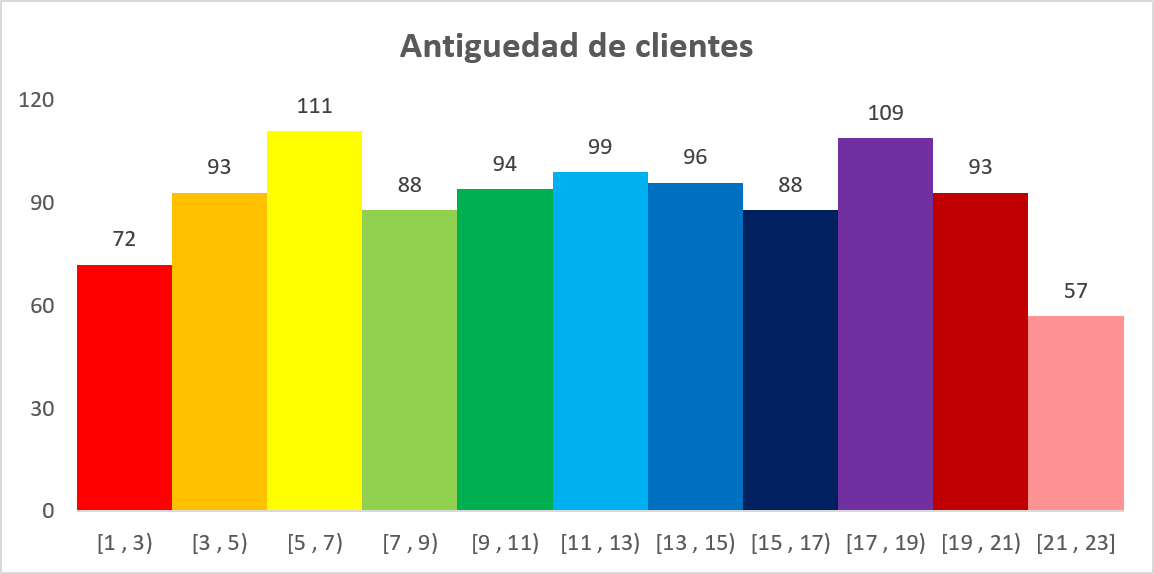 Antiguedad de clientes
120
90
60
30
0
72
93
111
88
94
99
96
88
109
93
57
[1 , 3)
[3 , 5)
[5 , 7)
[7 , 9)
[9 , 11)
[11 , 13)
[13 , 15)
[15 , 17)
[17 , 19)
[19 , 21)
[21 , 23]